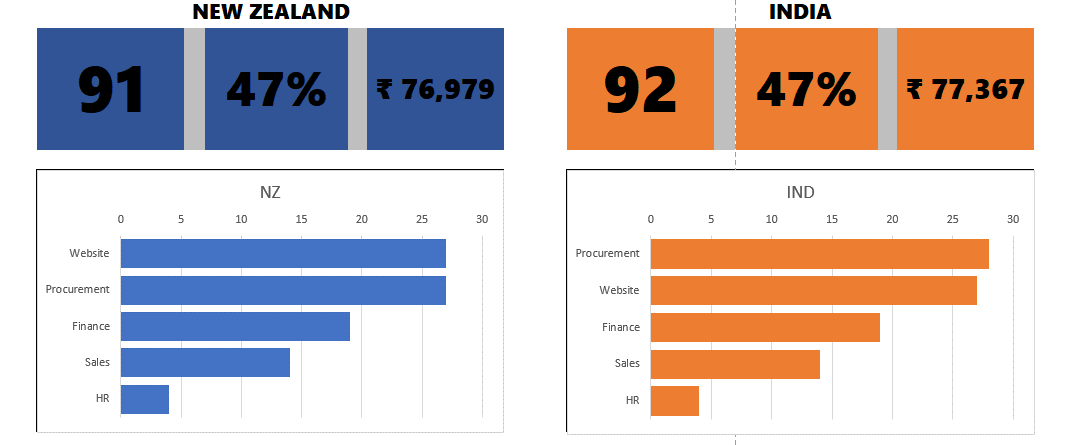 NEW ZEALAND
91 47% ₹ 76,979
NZ
0 5 10 15 20 25 30
Website
Procurement
Finance
Sales
HR
INDIA
92 47% ₹ 77,367
IND
0 5 10 15 20 25 30
Procurement
Website
Finance
Sales
HR